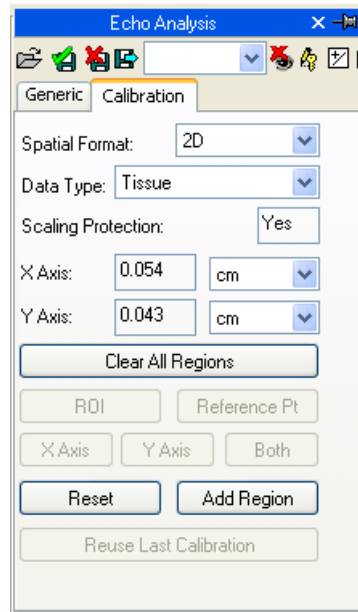 Echo Analysis
Generic Calibration
Spatial Format: 2D
Data Type: Tissue
Scaling Protection: Yes
X Axis: 0.054 cm
Y Axis: 0.043 cm
Clear All Regions
ROI Reference Pt
X Axis Y Axis Both
Reset Add Region
Reuse Last Calibration